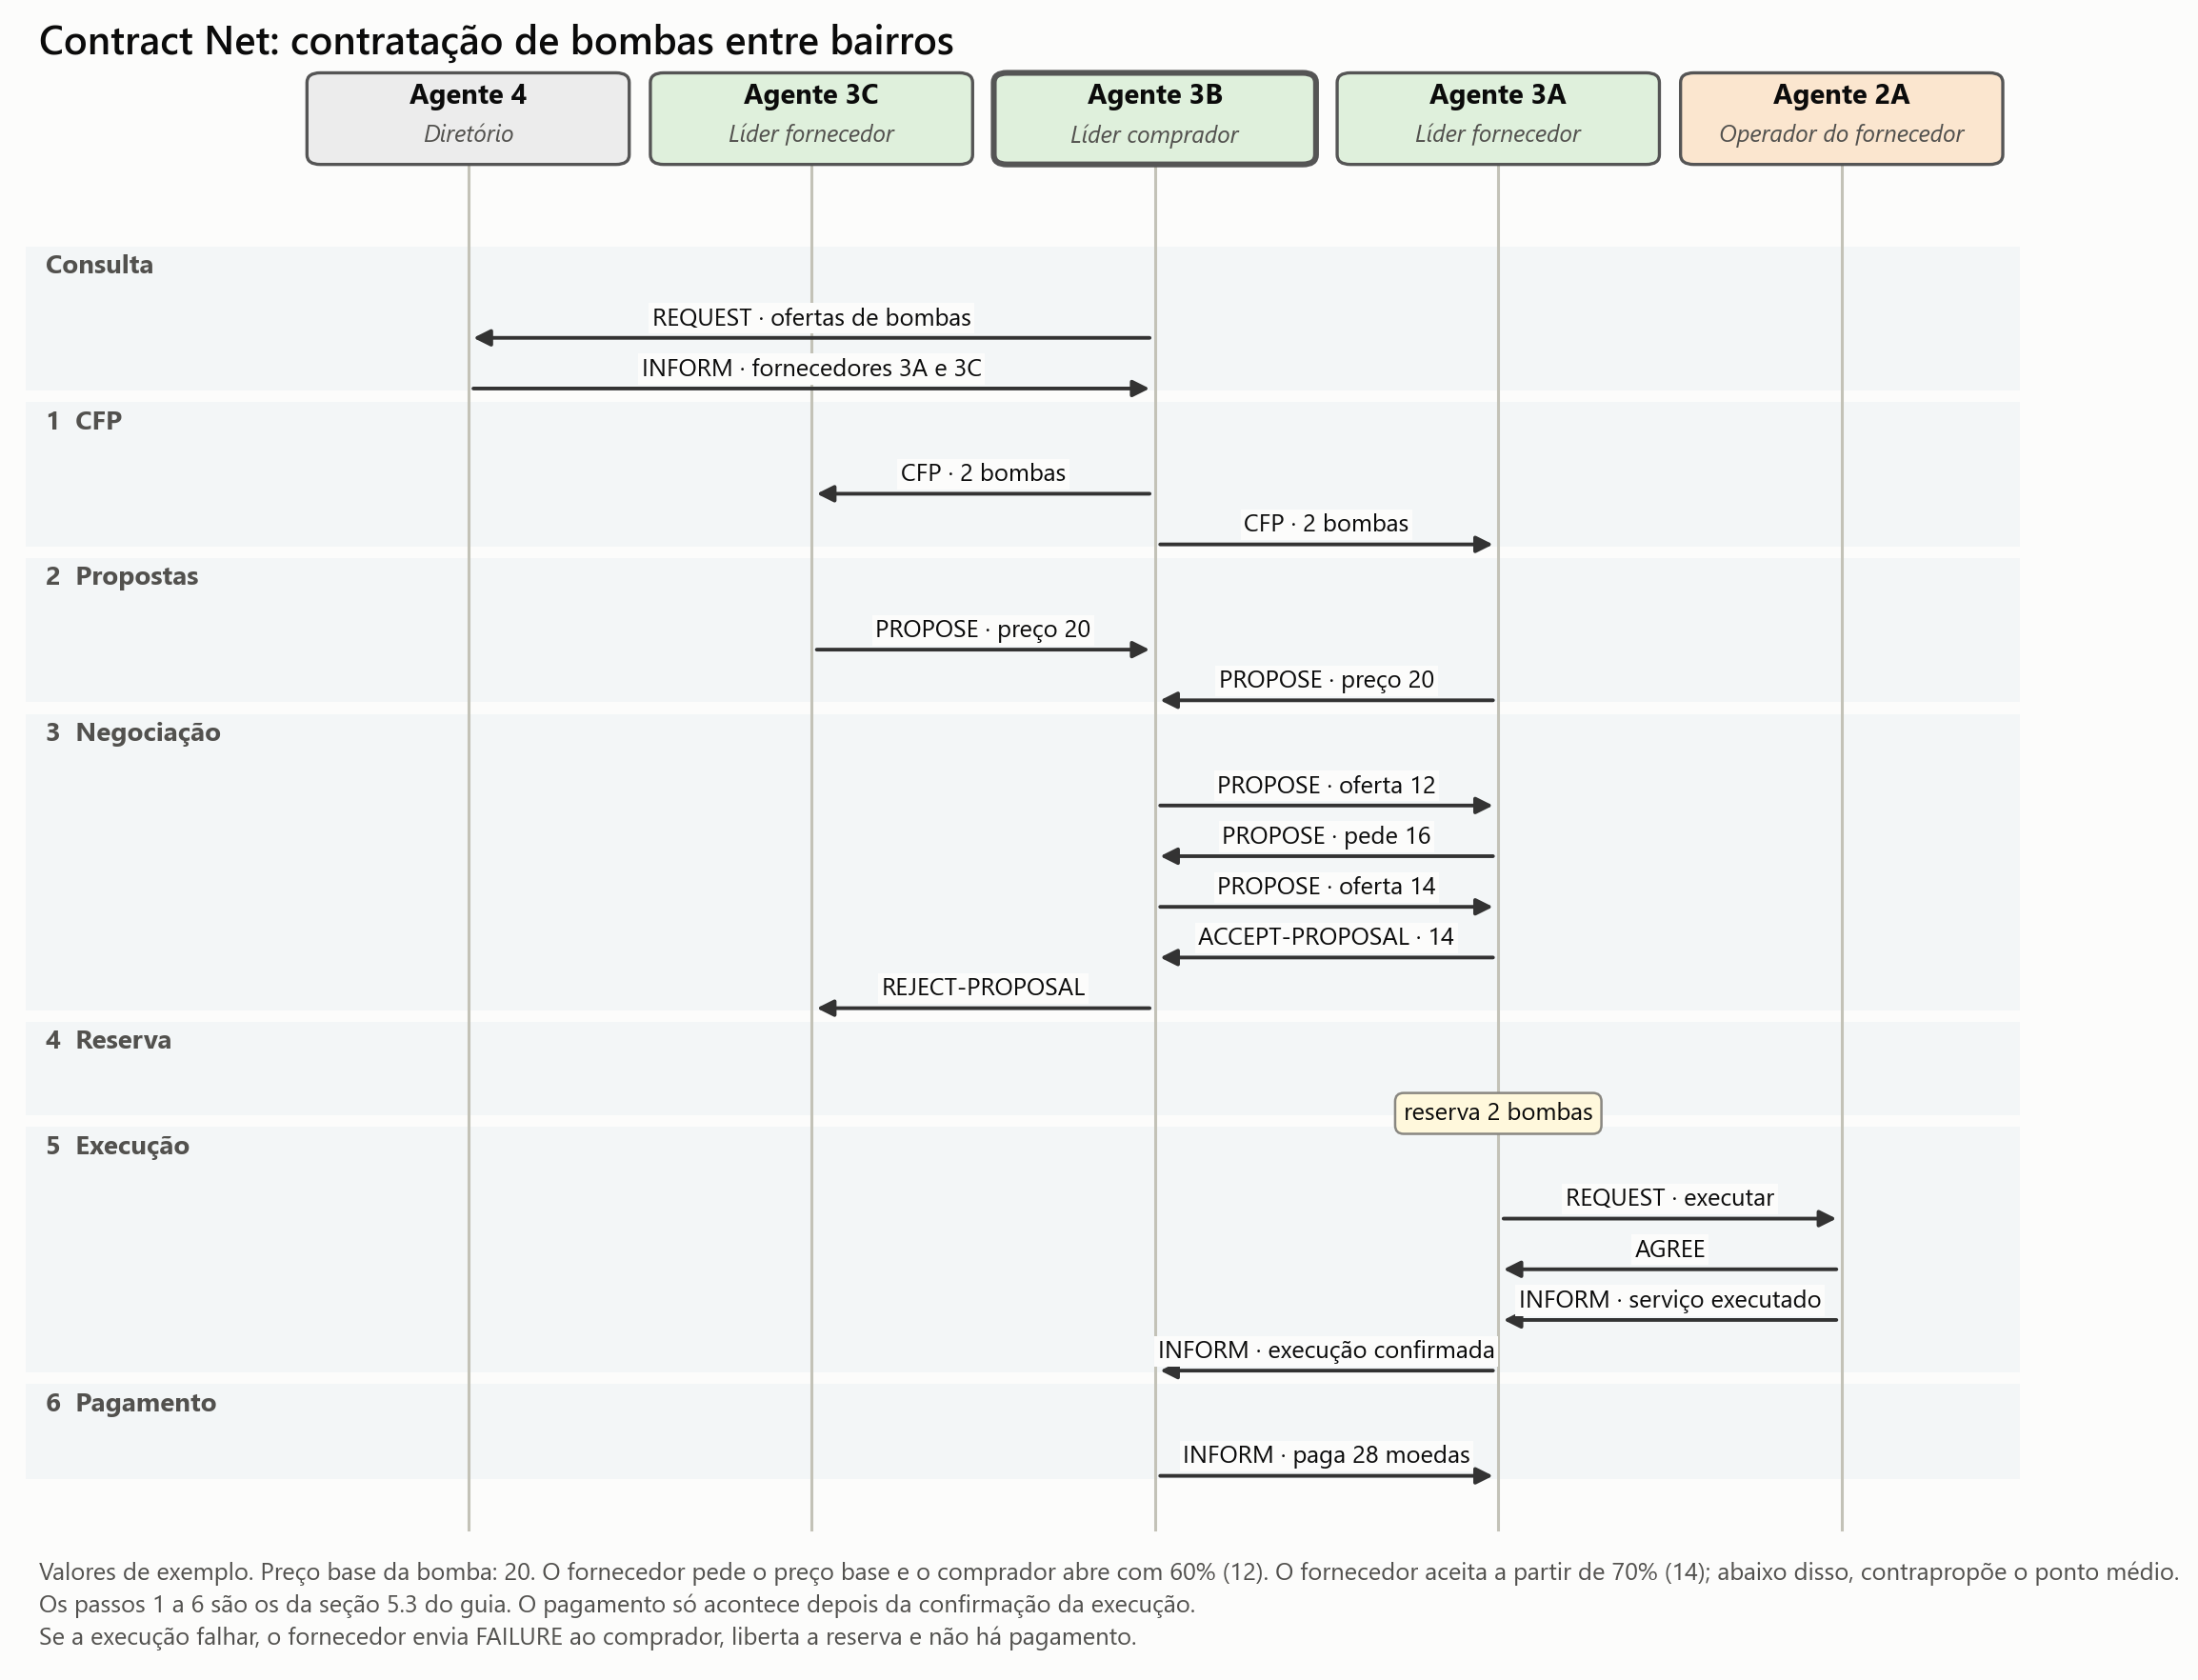 Contract Net: contratação de bombas entre bairros
Agente 4
Diretório
Agente 3C
Líder fornecedor
Agente 3B
Líder comprador
Agente 3A
Líder fornecedor
Agente 2A
Operador do fornecedor
Consulta
REQUEST · ofertas de bombas
INFORM · fornecedores 3A e 3C
1 CFP
CFP · 2 bombas
CFP · 2 bombas
2 Propostas
PROPOSE · preço 20
PROPOSE · preço 20
3 Negociação
PROPOSE · oferta 12
PROPOSE · pede 16
PROPOSE · oferta 14
ACCEPT-PROPOSAL · 14
REJECT-PROPOSAL
4 Reserva
reserva 2 bombas
5 Execução
REQUEST · executar
AGREE
INFORM · serviço executado
INFORM · execução confirmada
6 Pagamento
INFORM · paga 28 moedas
Valores de exemplo. Preço base da bomba: 20. O fornecedor pede o preço base e o comprador abre com 60% (12). O fornecedor aceita a partir de 70% (14); abaixo disso, contrapropõe o ponto médio.
Os passos 1 a 6 são os da seção 5.3 do guia. O pagamento só acontece depois da confirmação da execução.
Se a execução falhar, o fornecedor envia FAILURE ao comprador, liberta a reserva e não há pagamento.